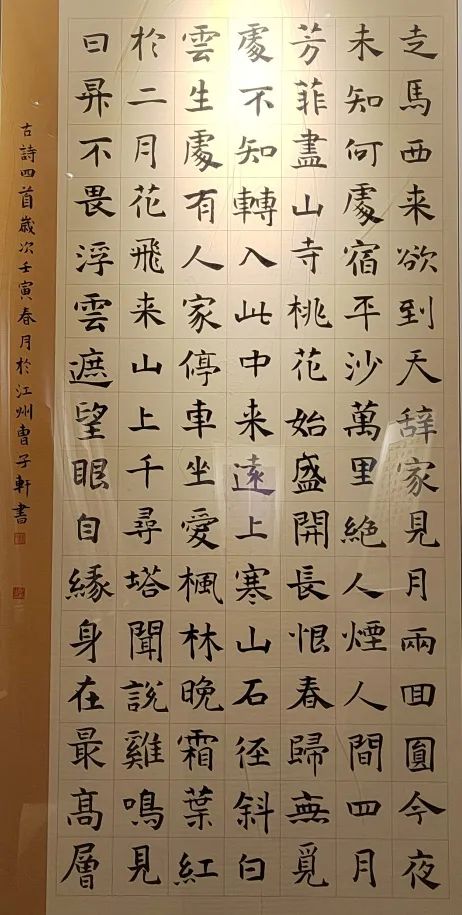 走馬西来欲到天辞家見月兩回圓今夜
未知何處宿平沙萬里絶人煙人間四月
芳菲盡山寺桃花始盛開長恨春歸無覓
處不知轉入此中来遠上寒山石径斜白
雲生處有人家停車坐愛楓林晚霜葉紅
於二月花飛来山上千尋塔聞説雞鳴見
日昇不畏浮雲遮望眼自緣身在最高層
古詩四首歲次壬寅春月於江州曹子軒書